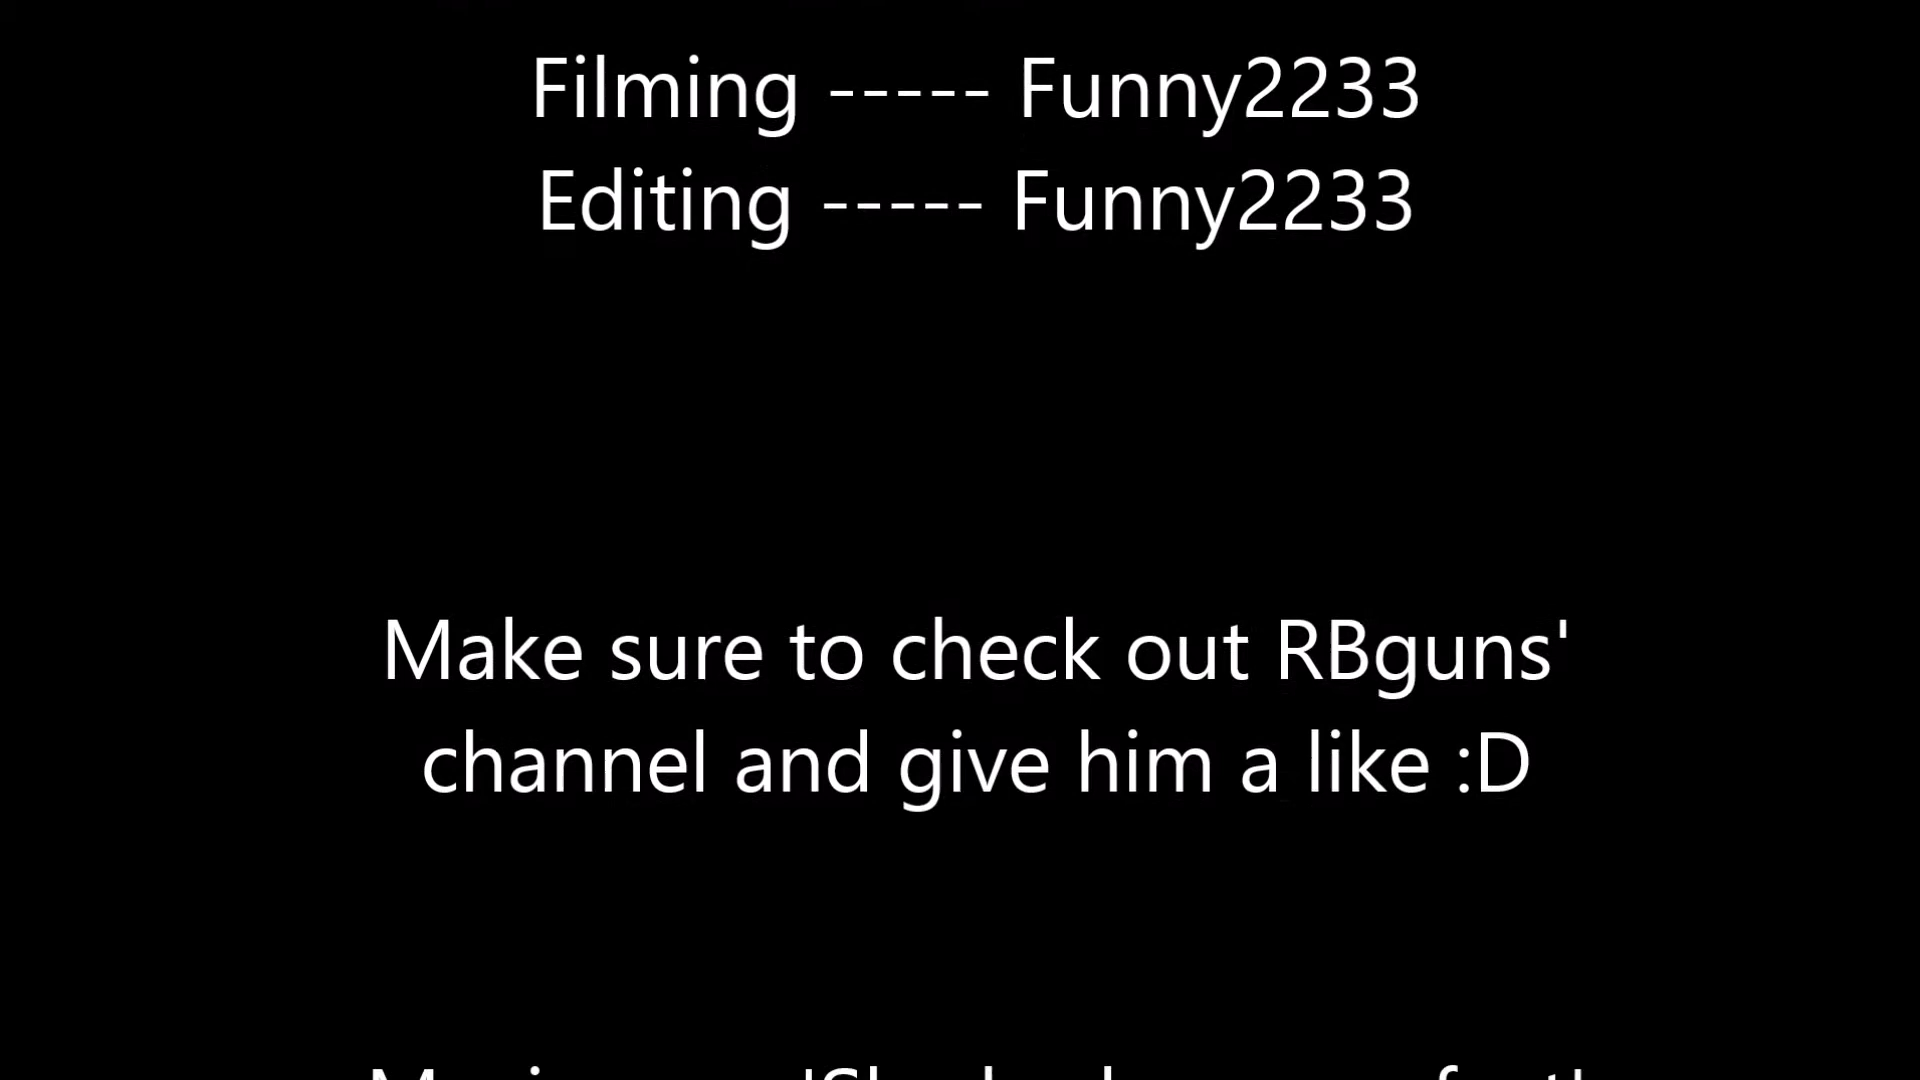 Filming ----- Funny2233
Editing ----- Funny2233
Make sure to check out RBguns'
channel and give him a like :D